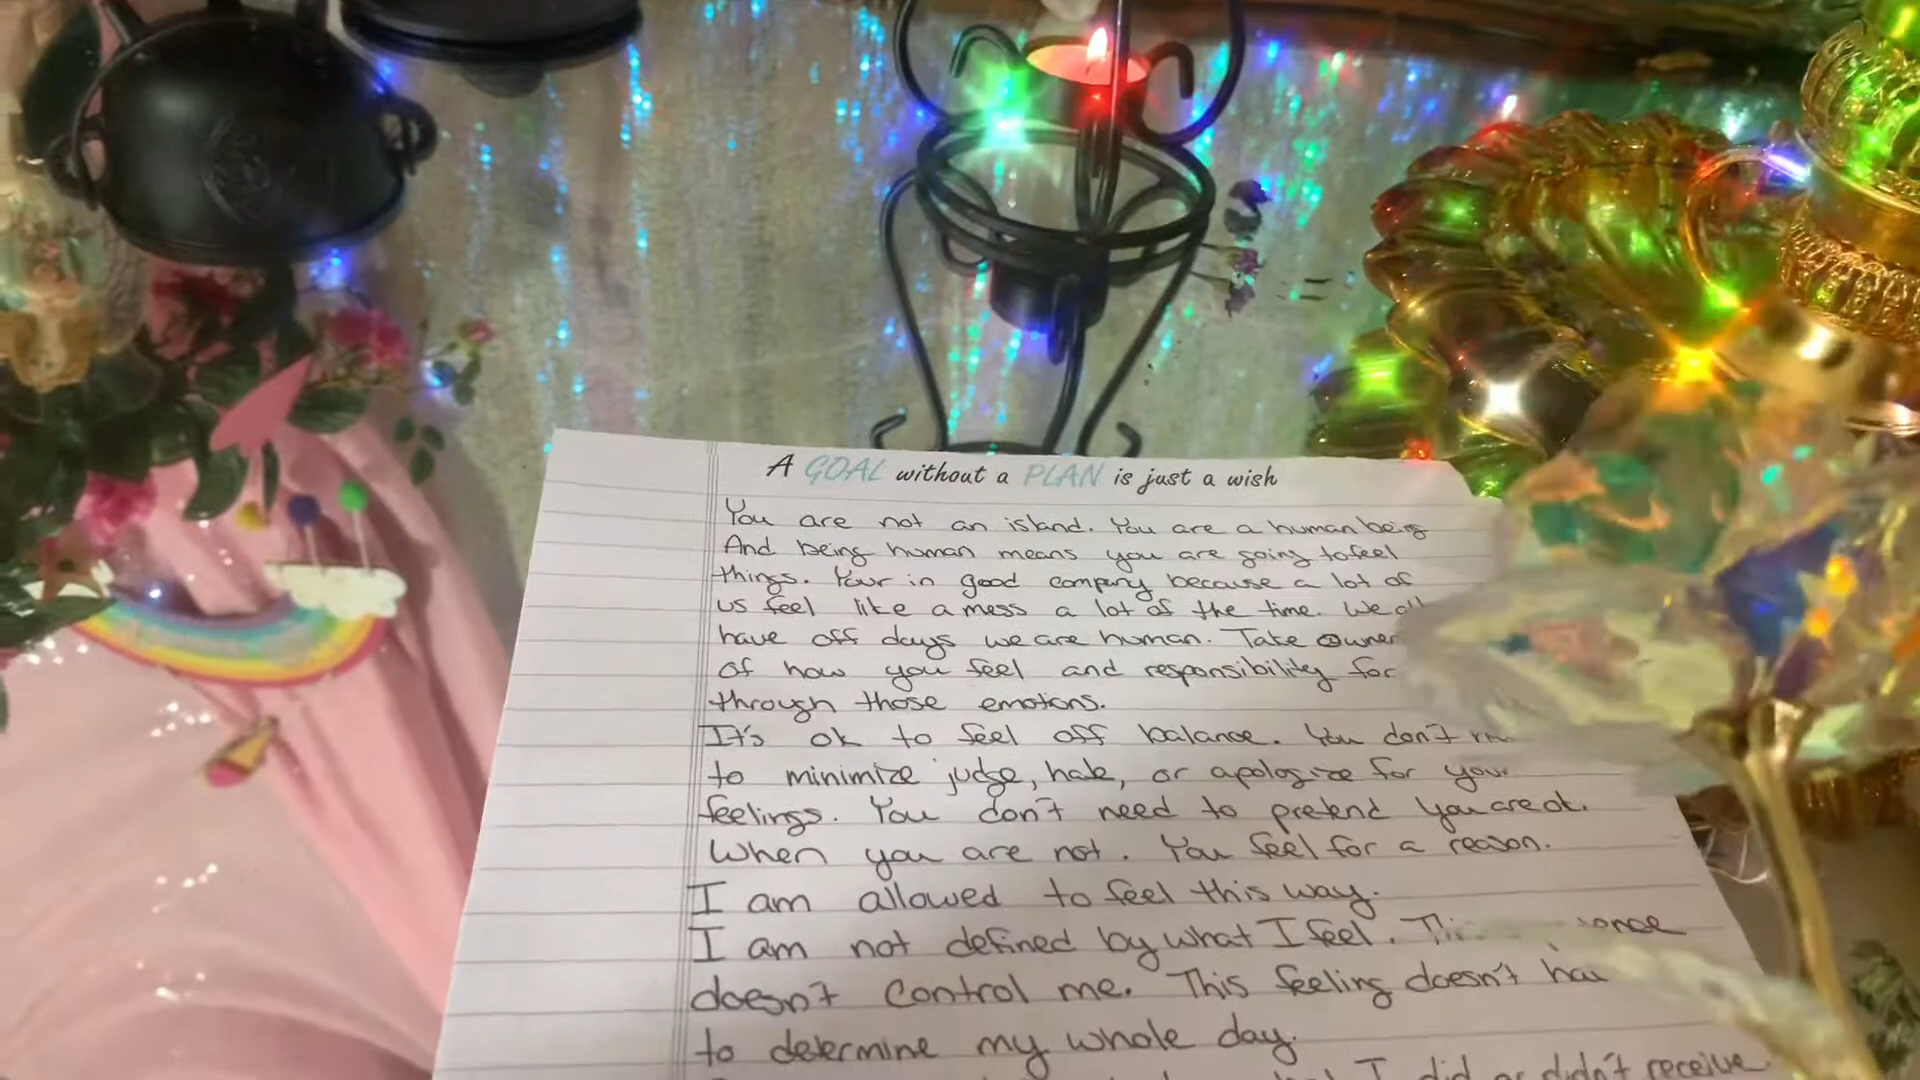 A GOAL without a PLAN is just a wish
You are not an island. You are a human being
And being human means you are going to feel
things. Your in good company because a lot of
us feel like a mess a lot of the time. We all
have off days we are human. Take
of how you feel and responsibility for
through those emotions.
It's ok to feel off balance. You don't
to minimize judge, hate, or apologize for your
feelings. You don't need to pretend you are ok.
When you are not. You feel for a reason.
I am allowed to feel this way.
I am not defined by what I feel.
doesn't control me. This feeling doesn't
to determine my whole day.
I did or didn't receive